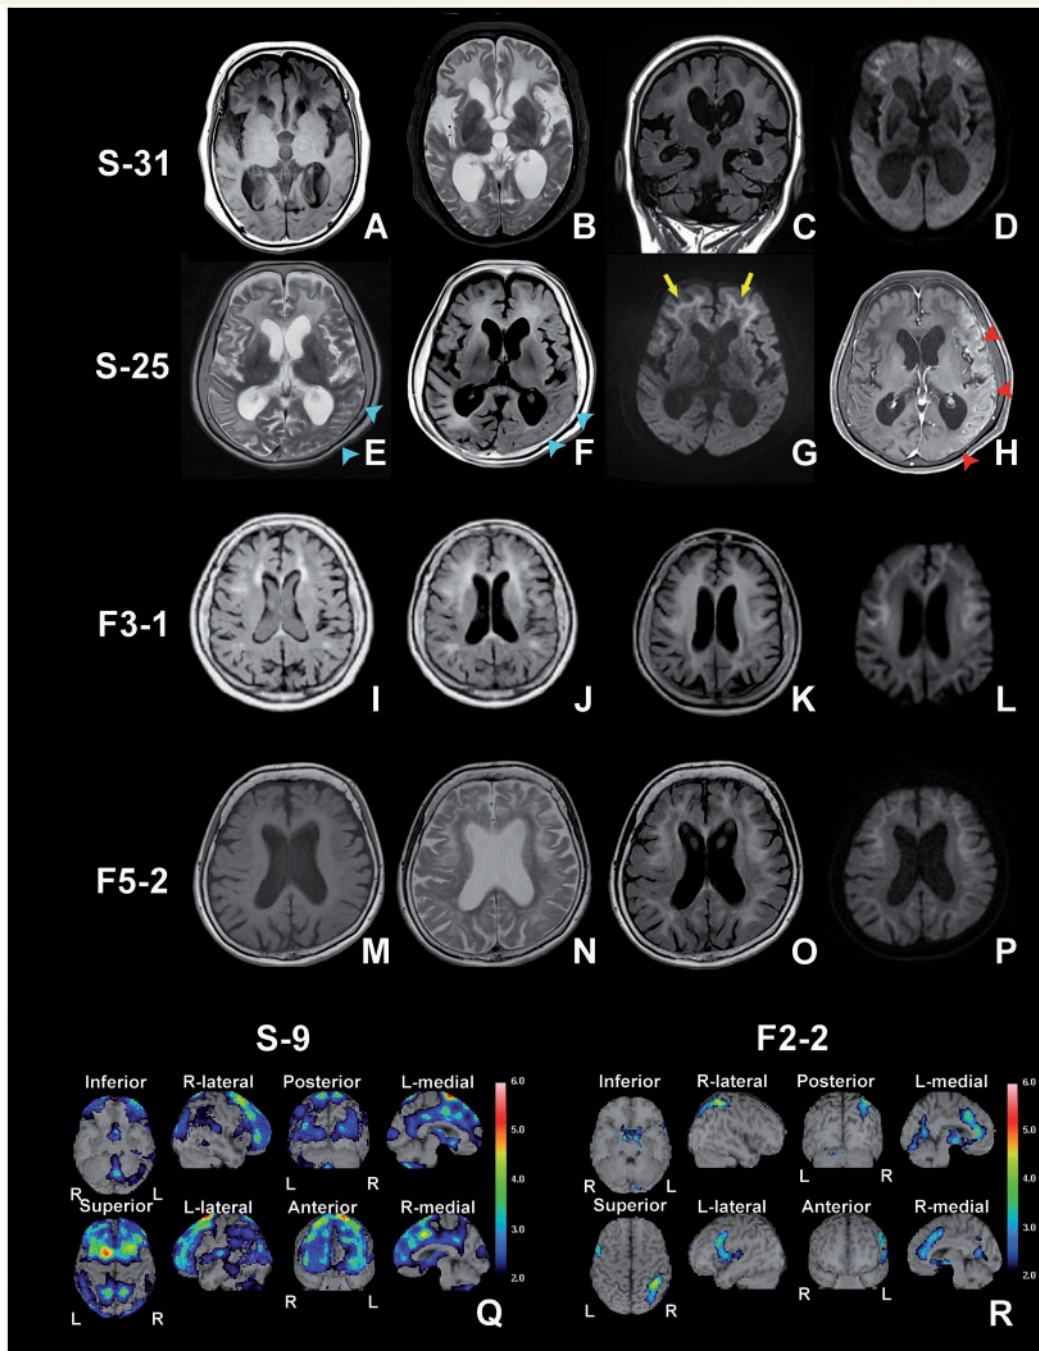 S-31
A B C D
S-25
E F G H
F3-1
I J K L
F5-2
M N O P
S-9
Inferior R-lateral Posterior L-medial
6.0
5.0
4.0
3.0
2.0
R L L R
Superior L-lateral Anterior R-medial
L R R L
Q
F2-2
Inferior R-lateral Posterior L-medial
6.0
5.0
4.0
3.0
2.0
R L L R
Superior L-lateral Anterior R-medial
L R R L
R